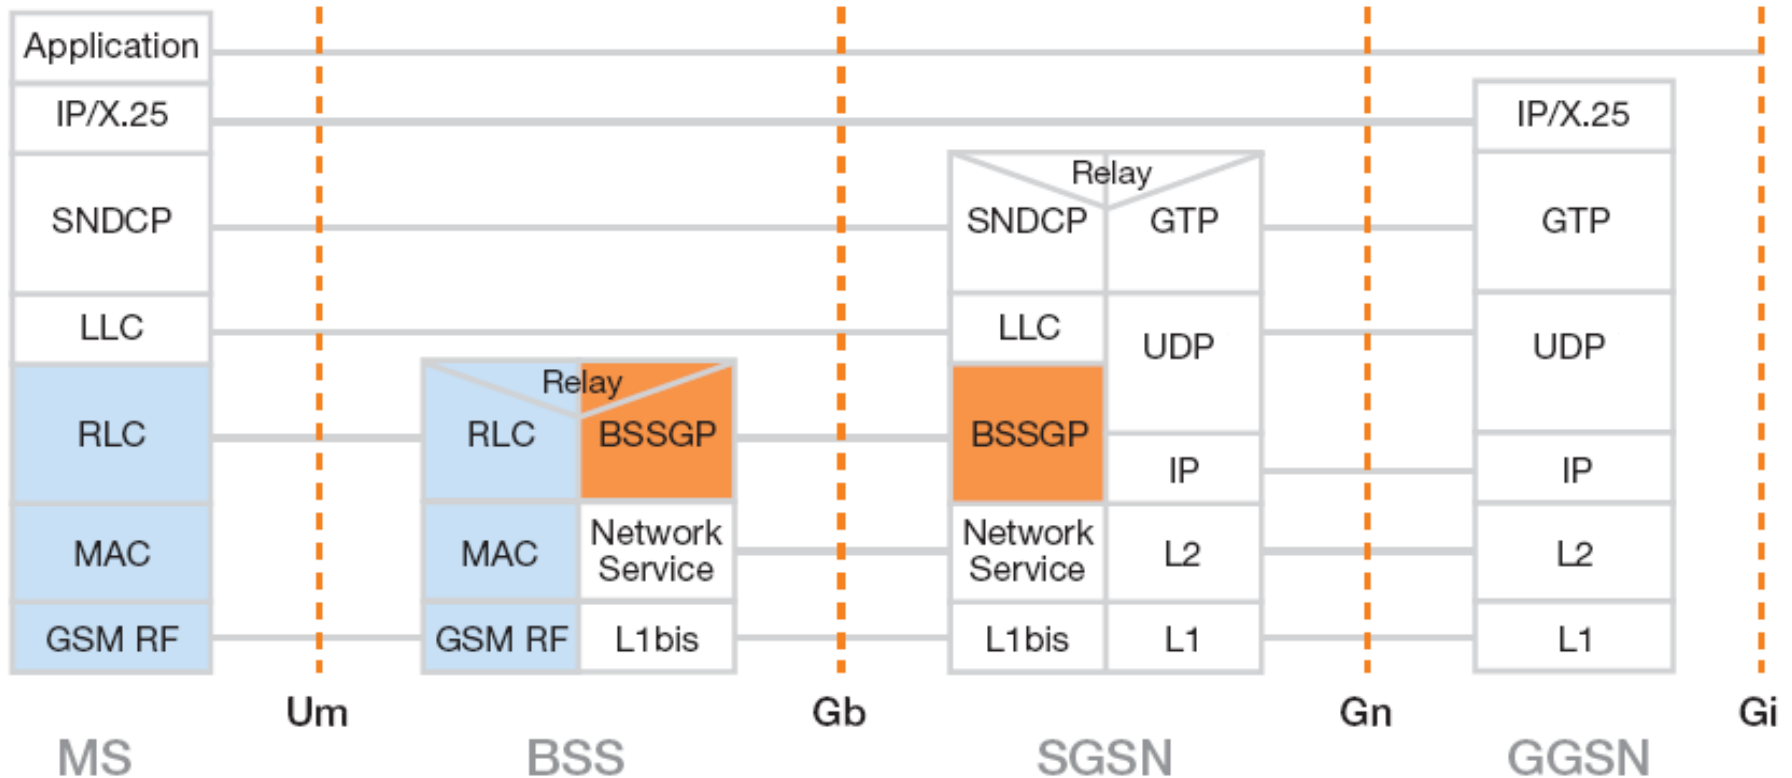 Application
IP/X.25
IP/X.25
Relay
SNDCP
SNDCP
GTP
GTP
LLC
LLC
UDP
UDP
Relay
RLC
RLC
BSSGP
BSSGP
IP
IP
MAC
MAC
Network
Service
Network
Service
L2
L2
GSM RF
GSM RF
L1bis
L1bis
L1
L1
Um
Gb
Gn
Gi
MS
BSS
SGSN
GGSN